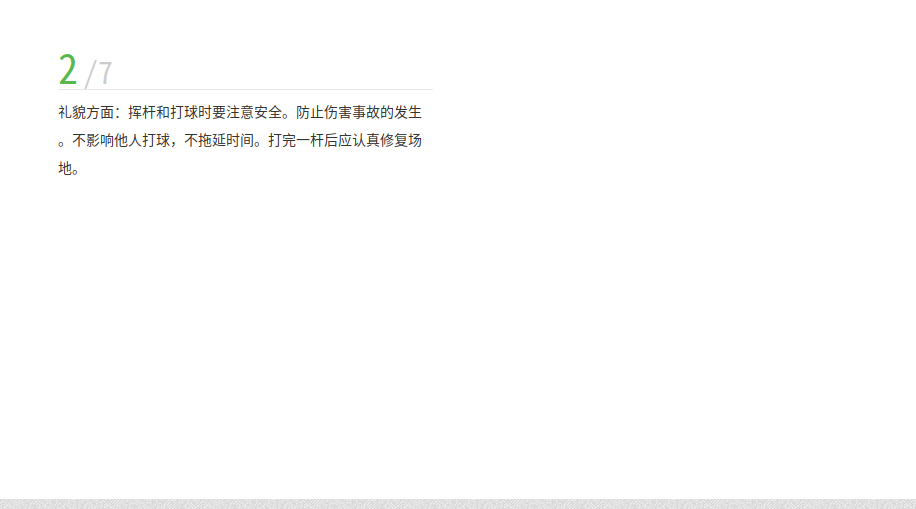 2/7
礼貌方面：挥杆和打球时要注意安全。防止伤害事故的发生
。不影响他人打球，不拖延时间。打完一杆后应认真修复场
地。